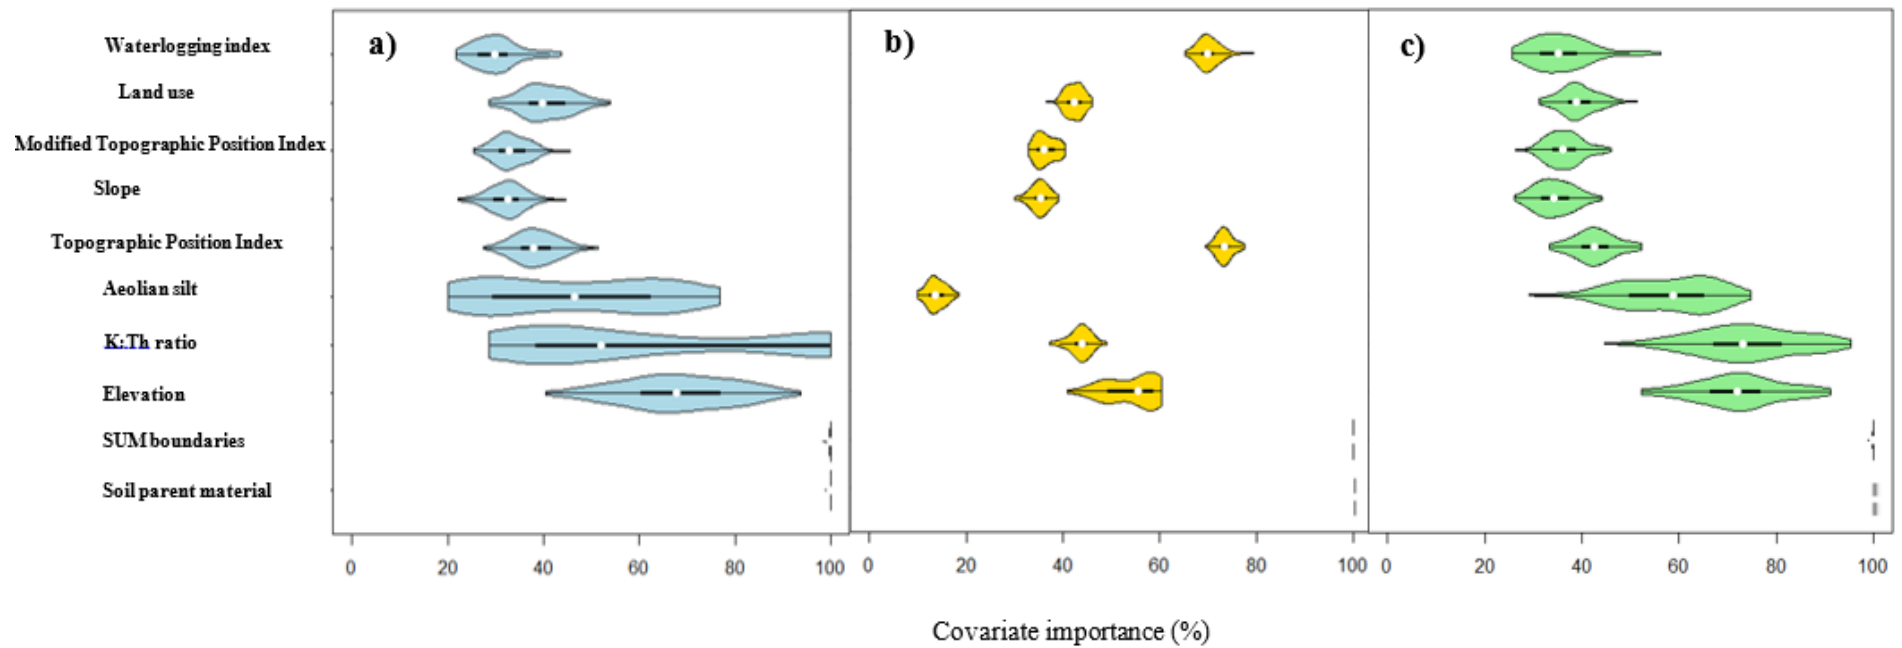 a)
b)
c)
Waterlogging index
Land use
Modified Topographic Position Index
Slope
Topographic Position Index
Aeolian silt
K:Th ratio
Elevation
SUM boundaries
Soil parent material
0 20 40 60 80 100 0 20 40 60 80 100 0 20 40 60 80 100
Covariate importance (%)